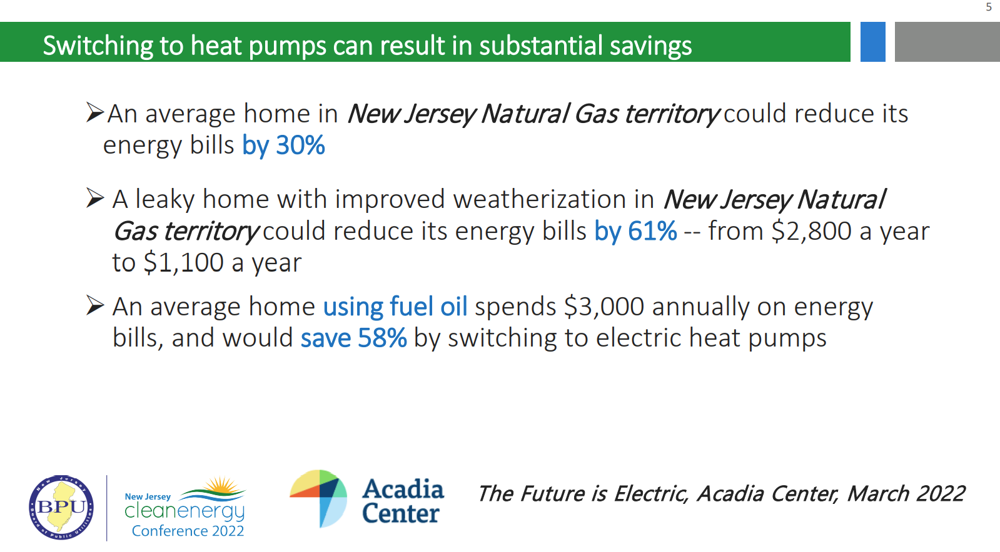 5
Switching to heat pumps can result in substantial savings
➢An average home in New Jersey Natural Gas territory could reduce its
energy bills by 30%
➢ A leaky home with improved weatherization in New Jersey Natural
Gas territory could reduce its energy bills by 61% -- from $2,800 a year
to $1,100 a year
➢ An average home using fuel oil spends $3,000 annually on energy
bills, and would save 58% by switching to electric heat pumps
New Jersey
BPU
Board of Public Utilities
New Jersey
cleanenergy
Conference 2022
Acadia
Center
The Future is Electric, Acadia Center, March 2022